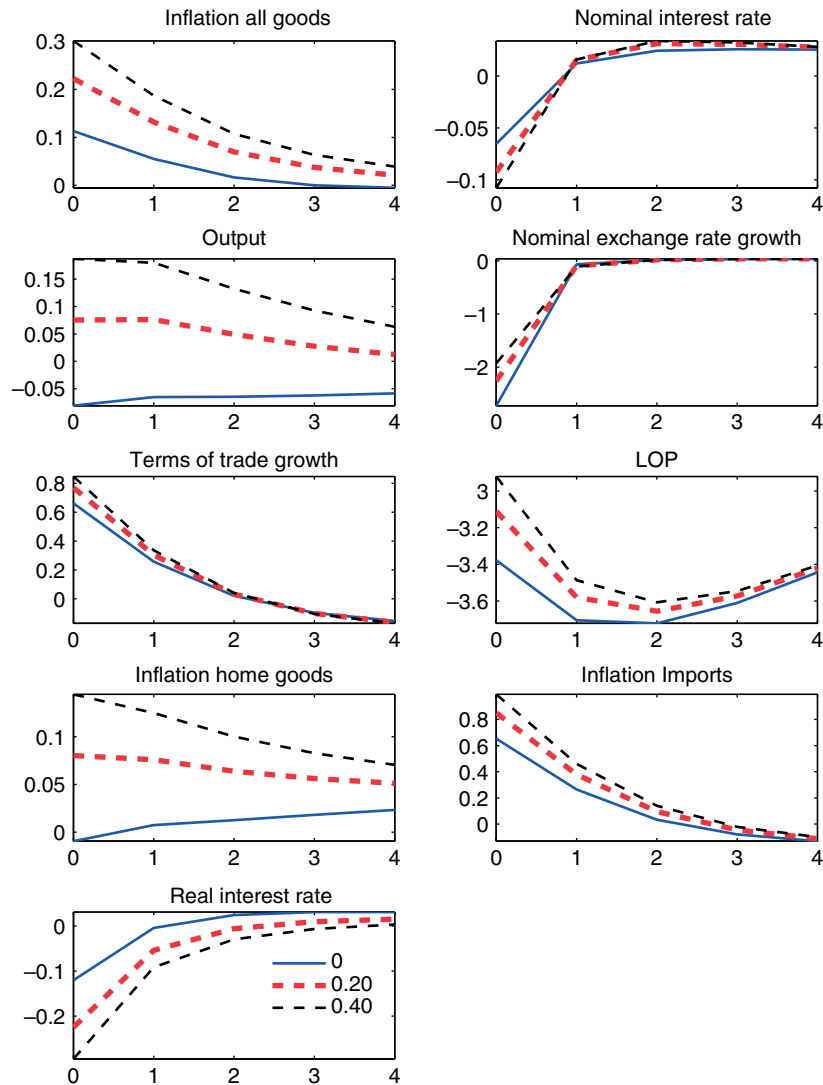 Inflation all goods
0.3
0.2
0.1
0
0 1 2 3 4
Nominal interest rate
0
−0.05
−0.1
0 1 2 3 4
Output
0.15
0.1
0.05
0
−0.05
0 1 2 3 4
Nominal exchange rate growth
0
−1
−2
0 1 2 3 4
Terms of trade growth
0.8
0.6
0.4
0.2
0
0 1 2 3 4
LOP
3
−3.2
−3.4
−3.6
0 1 2 3 4
Inflation home goods
0.1
0.05
0
0 1 2 3 4
Inflation Imports
0.8
0.6
0.4
0.2
0
0 1 2 3 4
Real interest rate
0
−0.1
−0.2
0
0.20
0.40
0 1 2 3 4